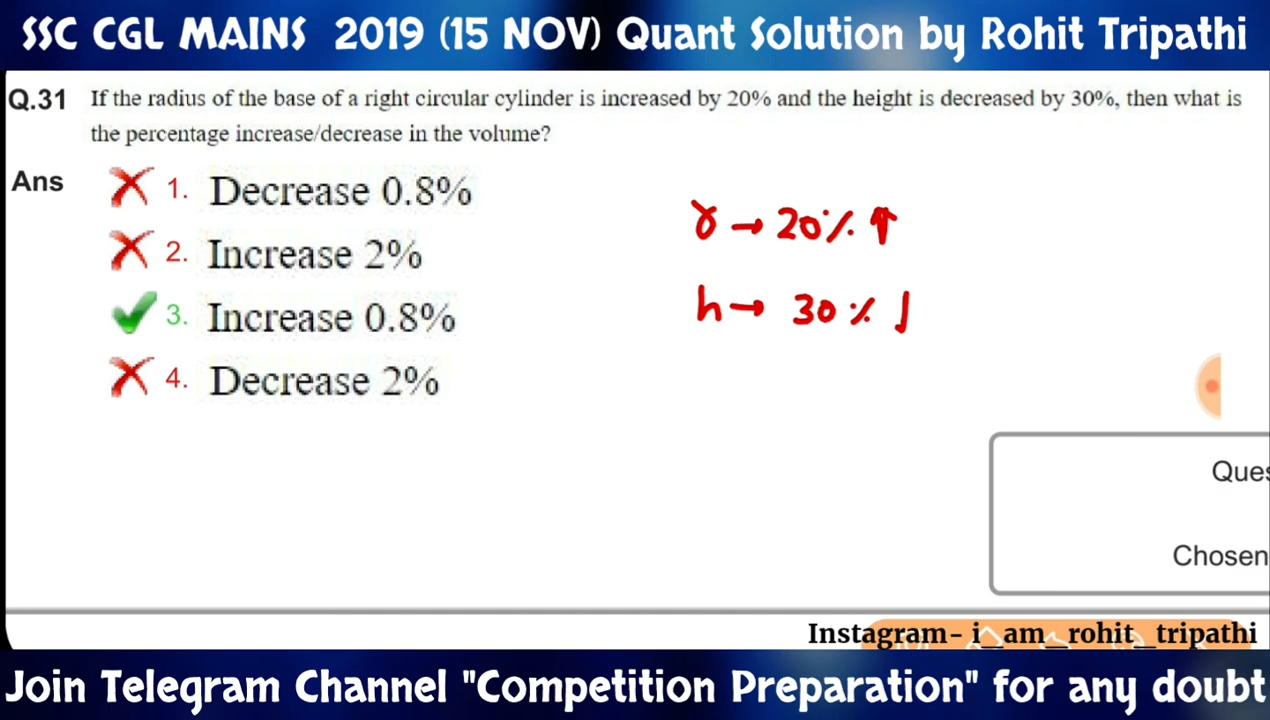 SSC CGL MAINS 2019 (15 NOV) Quant Solution by Rohit Tripathi
Q.31 If the radius of the base of a right circular cylinder is increased by 20% and the height is decreased by 30%, then what is
the percentage increase/decrease in the volume?
Ans
1. Decrease 0.8%
2. Increase 2%
3. Increase 0.8%
4. Decrease 2%
r → 20% ↑
h → 30% ↓
Ques
Chosen
Instagram- i_am_rohit_tripathi
Join Telegram Channel "Competition Preparation" for any doubt